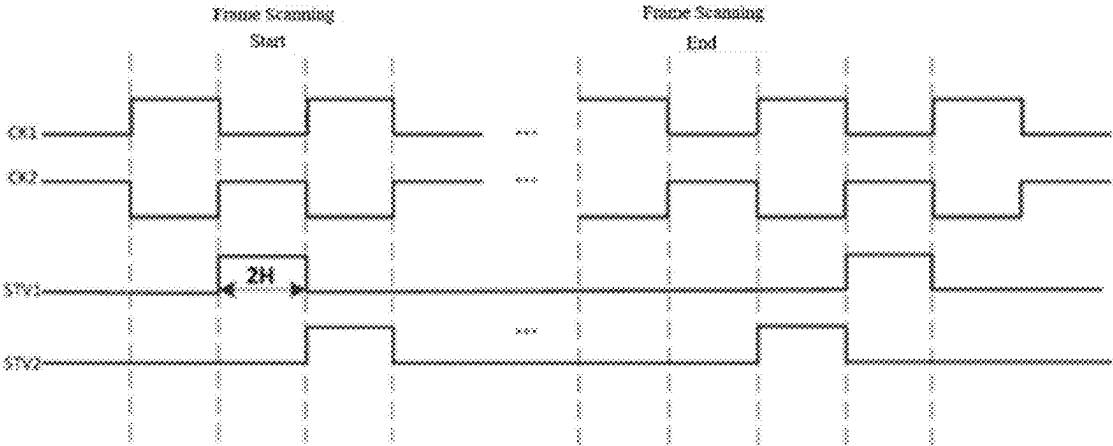 Frame Scanning
Start
Frame Scanning
End
CK1
...
CK2
...
2H
STV1
...
STV2